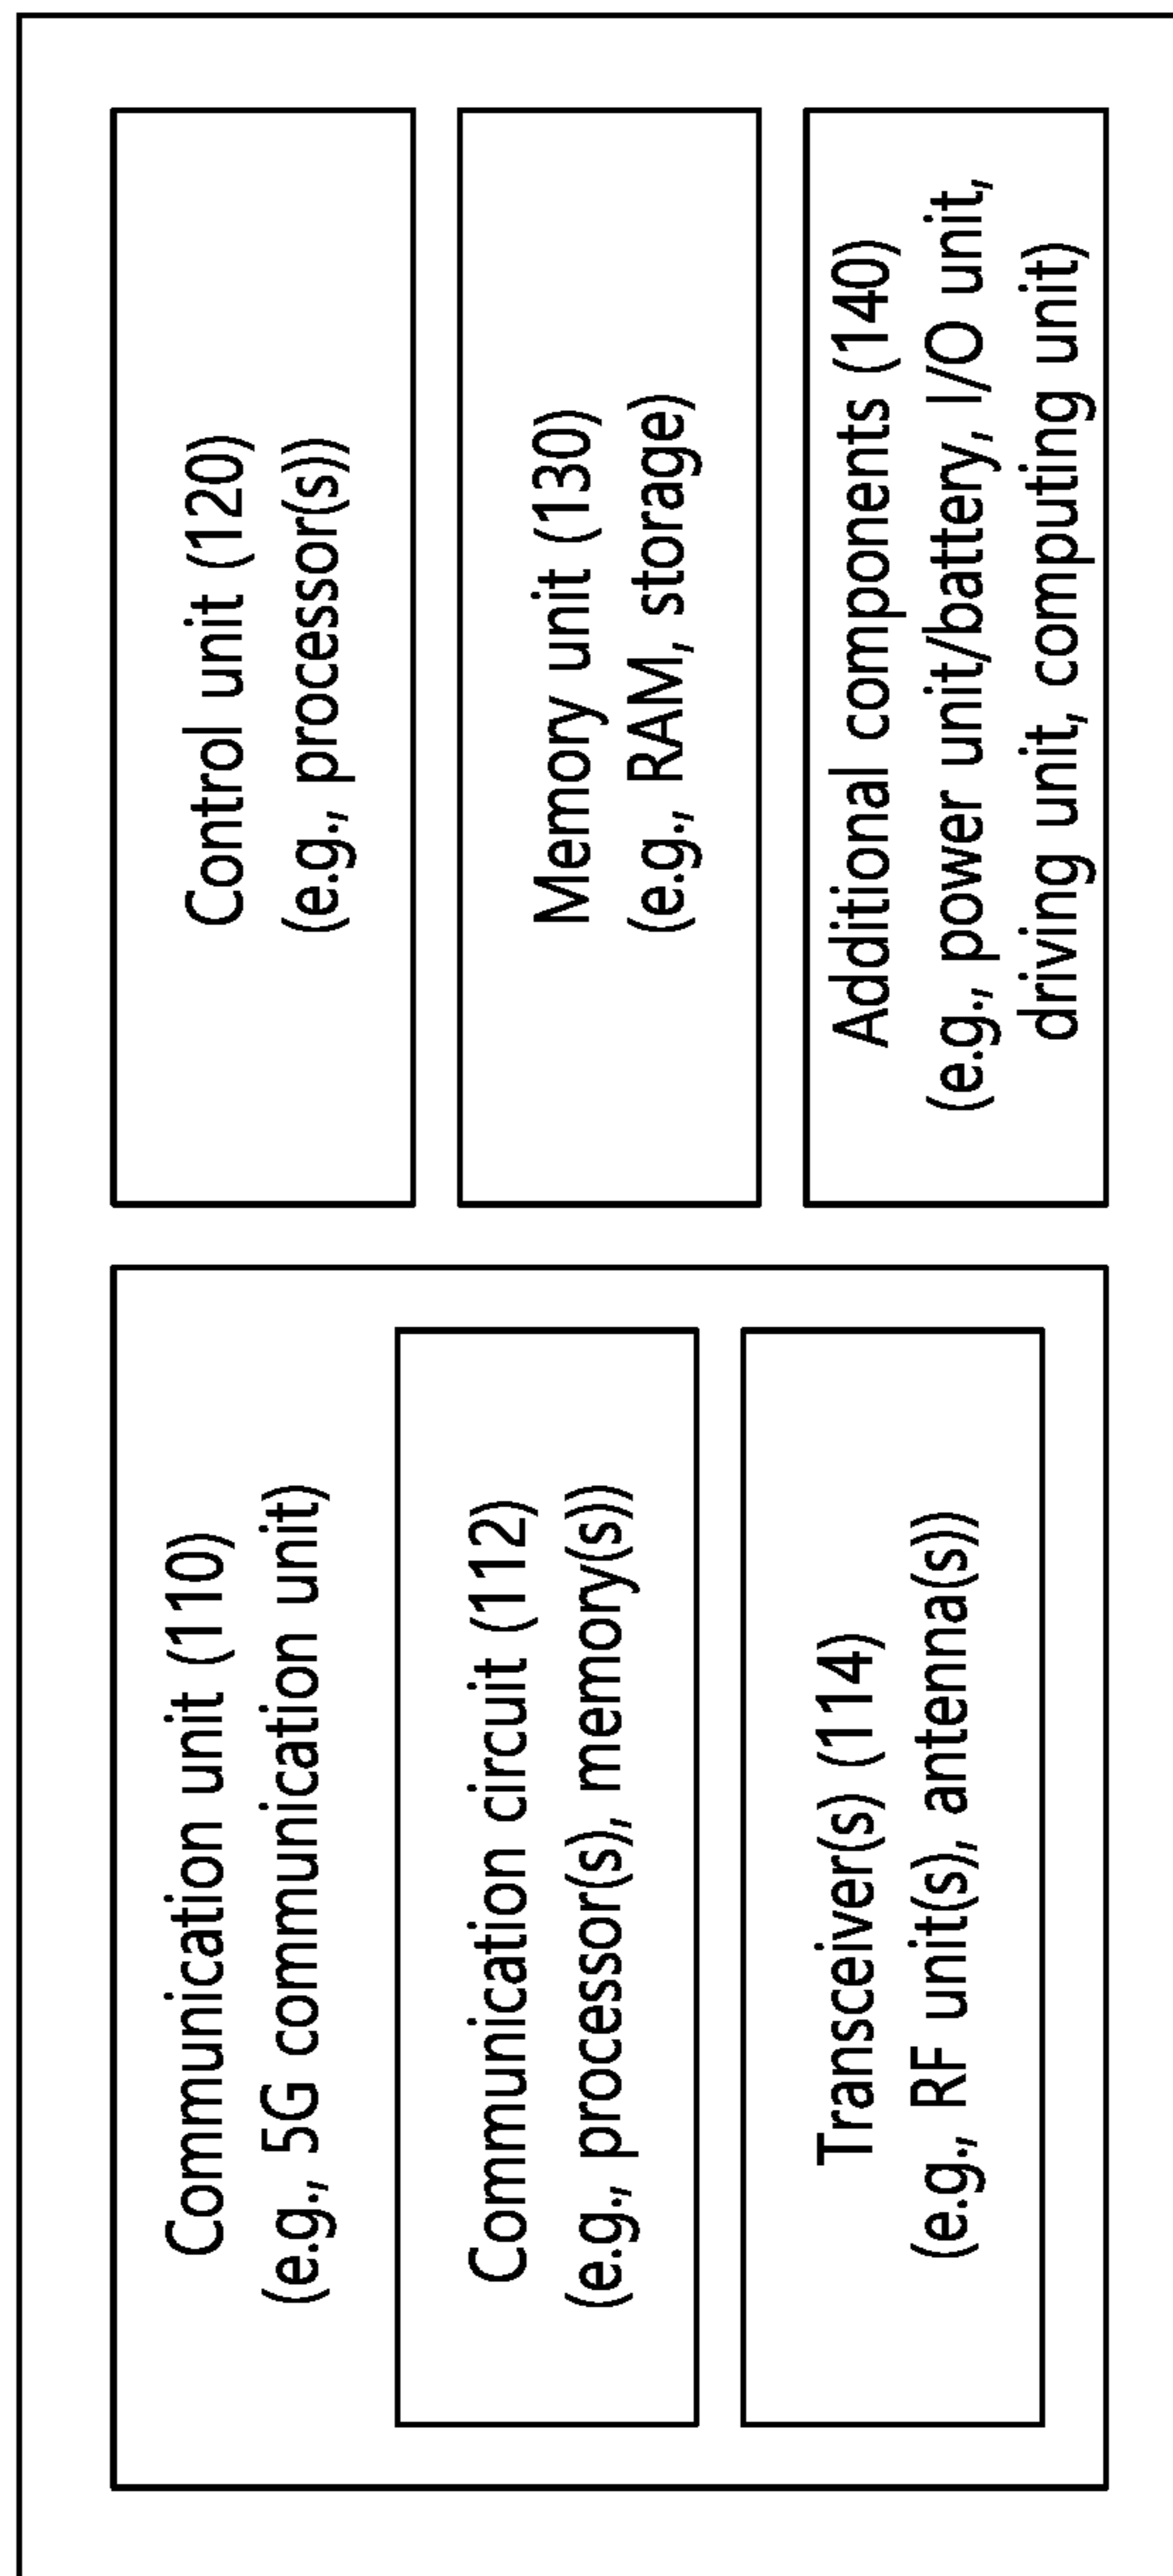 Communication unit (110)
(e.g., 5G communication unit)
Communication circuit (112)
(e.g., processor(s), memory(s))
Transceiver(s) (114)
(e.g., RF unit(s), antenna(s))
Control unit (120)
(e.g., processor(s))
Memory unit (130)
(e.g., RAM, storage)
Additional components (140)
(e.g., power unit/battery, I/O unit,
driving unit, computing unit)